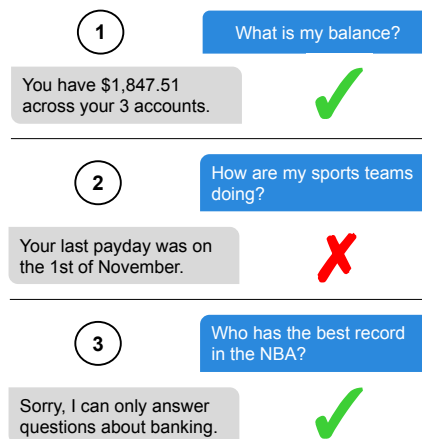 1
What is my balance?
You have $1,847.51
across your 3 accounts.
2
How are my sports teams
doing?
Your last payday was on
the 1st of November.
3
Who has the best record
in the NBA?
Sorry, I can only answer
questions about banking.